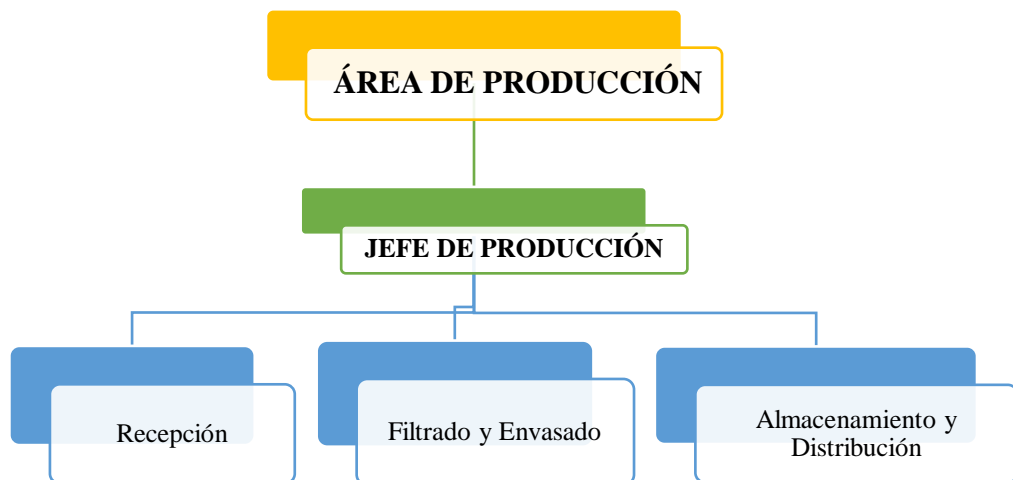 ÁREA DE PRODUCCIÓN
JEFE DE PRODUCCIÓN
Recepción
Filtrado y Envasado
Almacenamiento y
Distribución